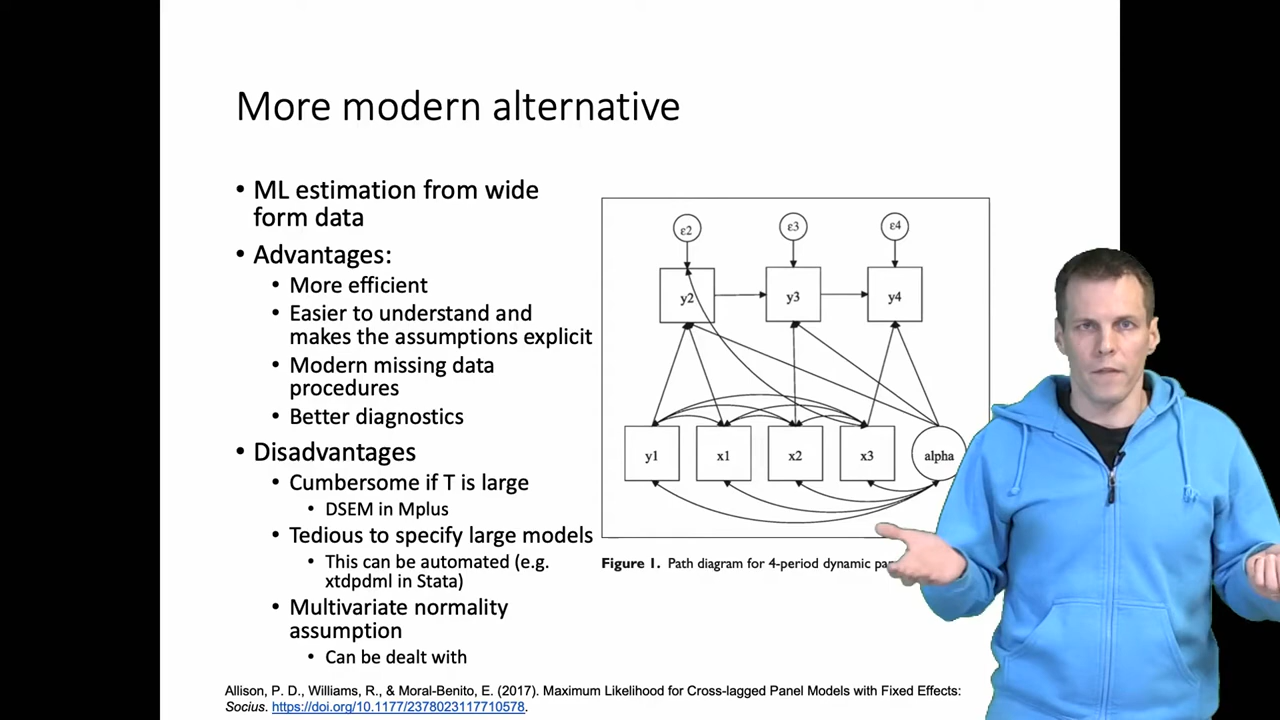 More modern alternative
• ML estimation from wide
form data
• Advantages:
• More efficient
• Easier to understand and
makes the assumptions explicit
• Modern missing data
procedures
• Better diagnostics
• Disadvantages
• Cumbersome if T is large
• DSEM in Mplus
• Tedious to specify large models
• This can be automated (e.g.
xtdpdml in Stata)
• Multivariate normality
assumption
• Can be dealt with
ε2 ε3 ε4
y2 y3 y4
y1 x1 x2 x3 alpha
Figure 1. Path diagram for 4-period dynamic
Allison, P. D., Williams, R., & Moral-Benito, E. (2017). Maximum Likelihood for Cross-lagged Panel Models with Fixed Effects:
Socius. https://doi.org/10.1177/2378023117710578.